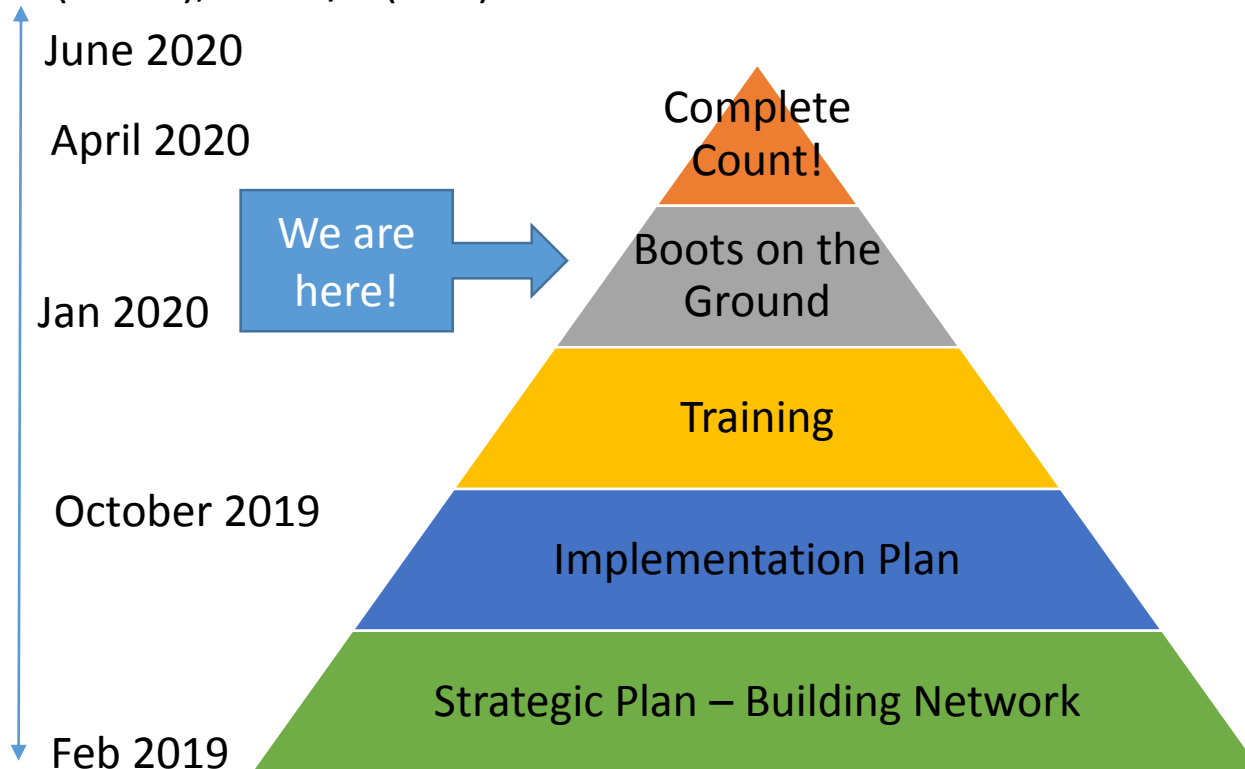 June 2020
Complete
Count!
April 2020
We are
here!
Boots on the
Ground
Jan 2020
Training
October 2019
Implementation Plan
Strategic Plan – Building Network
Feb 2019